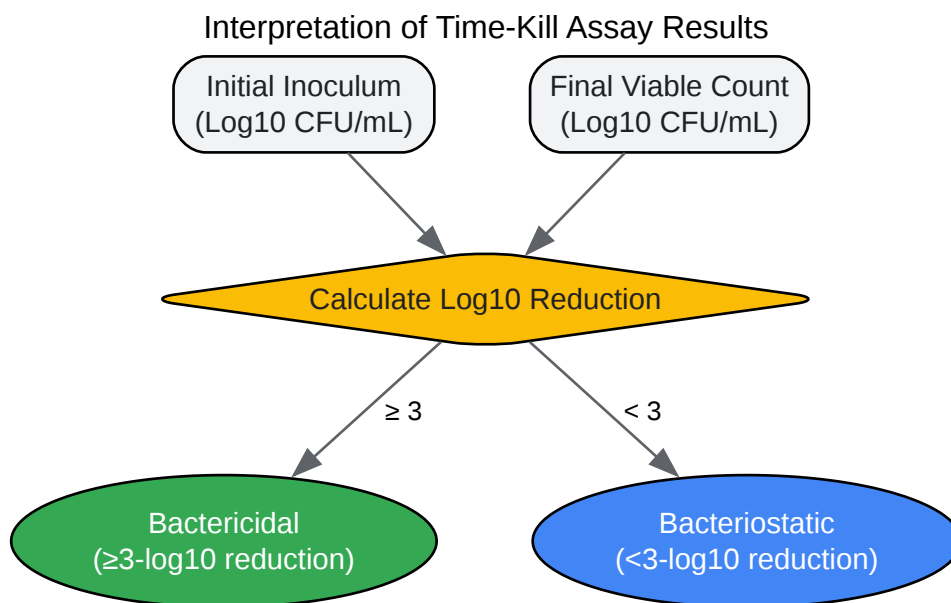 Interpretation of Time-Kill Assay Results
Initial Inoculum
(Log10 CFU/mL)
Final Viable Count
(Log10 CFU/mL)
Calculate Log10 Reduction
≥ 3
< 3
Bactericidal
(≥3-log10 reduction)
Bacteriostatic
(<3-log10 reduction)